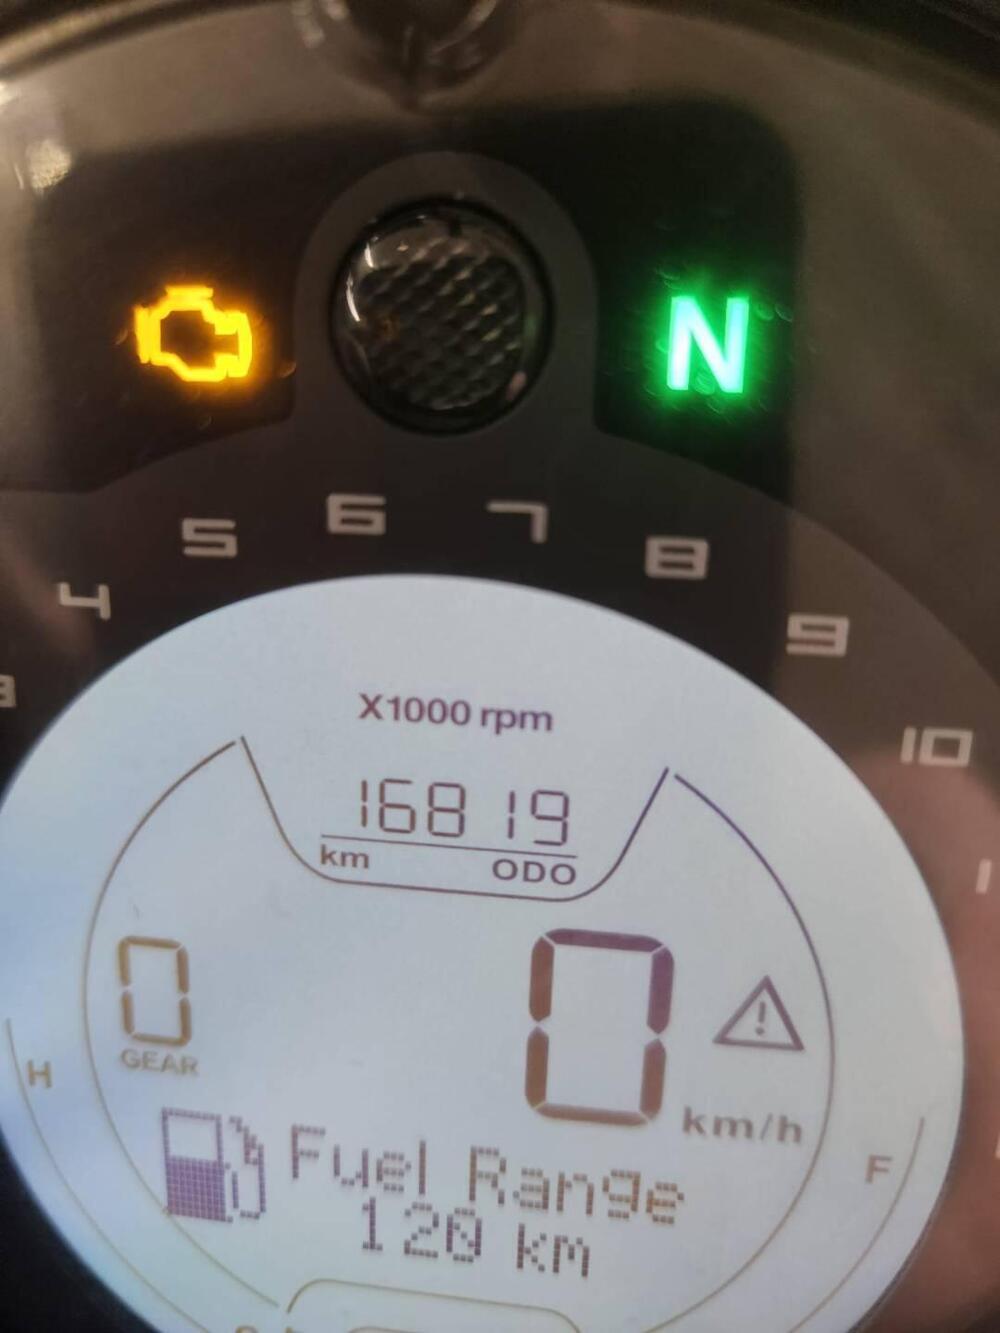 N
3 4 5 6 7 8 9 10
X1000 rpm
16819
km ODO
0 0
GEAR
H
km/h
F
Fuel Range
120 km